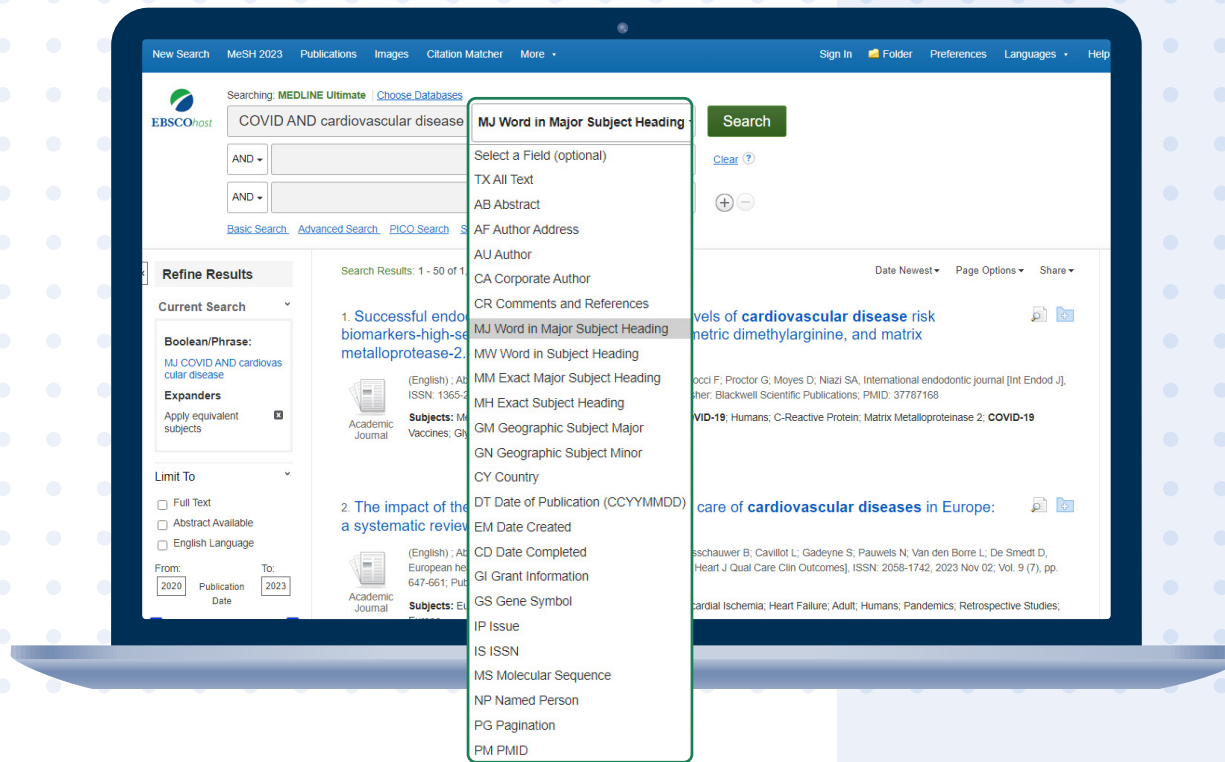 New Search MeSH 2023 Publications Images Citation Matcher More Sign In Folder Preferences Languages Help
EBSCOhost
Searching: MEDLINE Ultimate | Choose Databases
COVID AND cardiovascular disease MJ Word in Major Subject Heading Search
AND Clear ?
AND
Basic Search Advanced Search PICO Search S
Select a Field (optional)
TX All Text
AB Abstract
AF Author Address
AU Author
CA Corporate Author
CR Comments and References
MJ Word in Major Subject Heading
MW Word in Subject Heading
MM Exact Major Subject Heading
MH Exact Subject Heading
GM Geographic Subject Major
GN Geographic Subject Minor
CY Country
DT Date of Publication (CCYYMMDD)
EM Date Created
CD Date Completed
GI Grant Information
GS Gene Symbol
IP Issue
IS ISSN
MS Molecular Sequence
NP Named Person
PG Pagination
PM PMID
Refine Results
Current Search
Boolean/Phrase:
MJ COVID AND cardiovas
cular disease
Expanders
Apply equivalent
subjects
Limit To
Full Text
Abstract Available
English Language
From: To:
2020 Publication 2023
Date
Search Results: 1 - 50 of 1, Date Newest Page Options Share
1. Successful endo vels of cardiovascular disease risk
biomarkers-high-se metric dimethylarginine, and matrix
metalloprotease-2.
(English) ; Ab occi F; Proctor G; Moyes D; Niazi SA, International endodontic journal [Int Endod J],
ISSN: 1365-2 sher: Blackwell Scientific Publications; PMID: 37787168
Academic
Journal
Subjects: Me VID-19; Humans; C-Reactive Protein; Matrix Metalloproteinase 2; COVID-19
Vaccines; Gly
2. The impact of the care of cardiovascular diseases in Europe:
a systematic review
(English) ; Ab sschauwer B; Cavillot L; Gadeyne S; Pauwels N; Van den Borre L; De Smedt D,
European he Heart J Qual Care Clin Outcomes], ISSN: 2058-1742, 2023 Nov 02; Vol. 9 (7), pp.
647-661; Pub
Academic
Journal
Subjects: Eu cardial Ischemia; Heart Failure; Adult; Humans; Pandemics; Retrospective Studies;